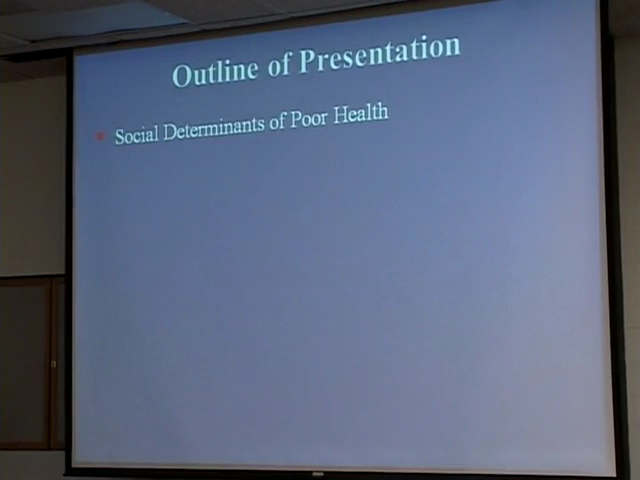 Outline of Presentation
Social Determinants of Poor Health